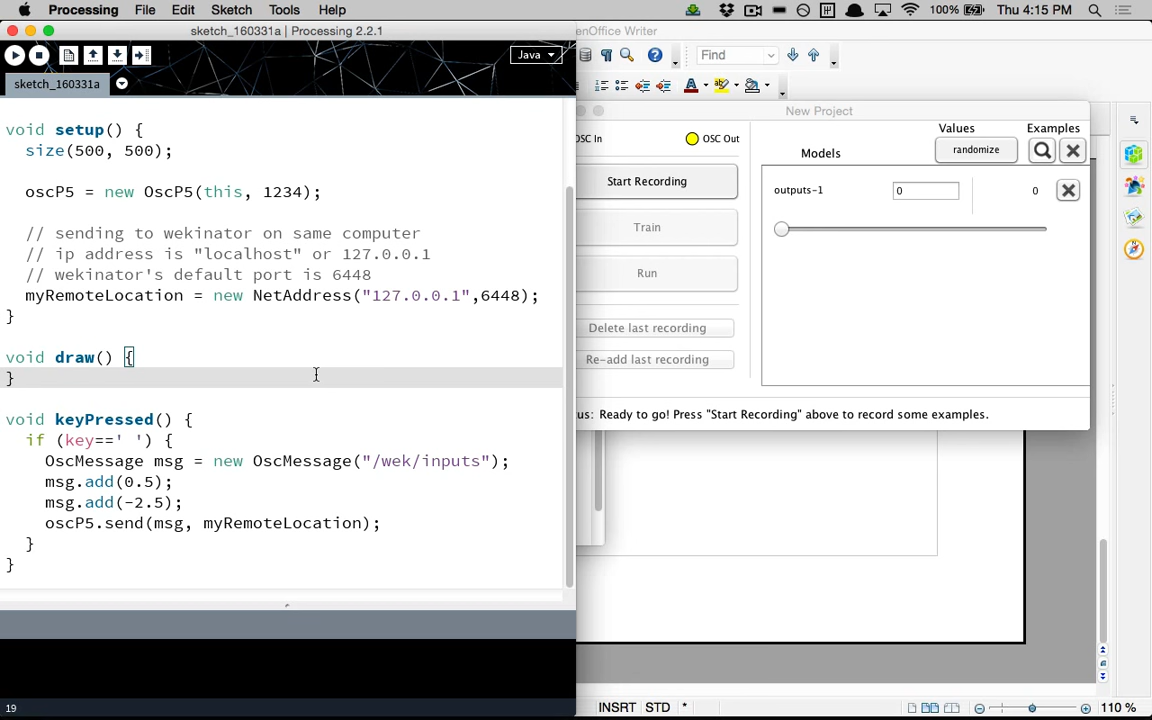 Processing File Edit Sketch Tools Help 100% Thu 4:15 PM
sketch_160331a | Processing 2.2.1
enOffice Writer
Java
Find
sketch_160331a
New Project
void setup() {
size(500, 500);
oscP5 = new OscP5(this, 1234);
// sending to wekinator on same computer
// ip address is "localhost" or 127.0.0.1
// wekinator's default port is 6448
myRemoteLocation = new NetAddress("127.0.0.1",6448);
}
void draw() {
}
void keyPressed() {
if (key==' ') {
OscMessage msg = new OscMessage("/wek/inputs");
msg.add(0.5);
msg.add(-2.5);
oscP5.send(msg, myRemoteLocation);
}
}
19
OSC In OSC Out
Start Recording
Train
Run
Delete last recording
Re-add last recording
Models
Values
randomize
Examples
outputs-1 0 0
us: Ready to go! Press "Start Recording" above to record some examples.
INSRT STD * 110 %